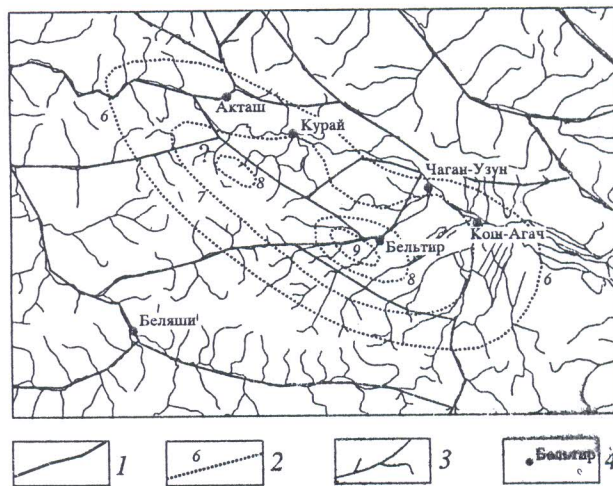 Акташ
6
Курай
?
8
7
Чаган-Узун
Кош-Агач
9
Бельтир
8
6
Беляши
1
6
2
3
Бельтир
4